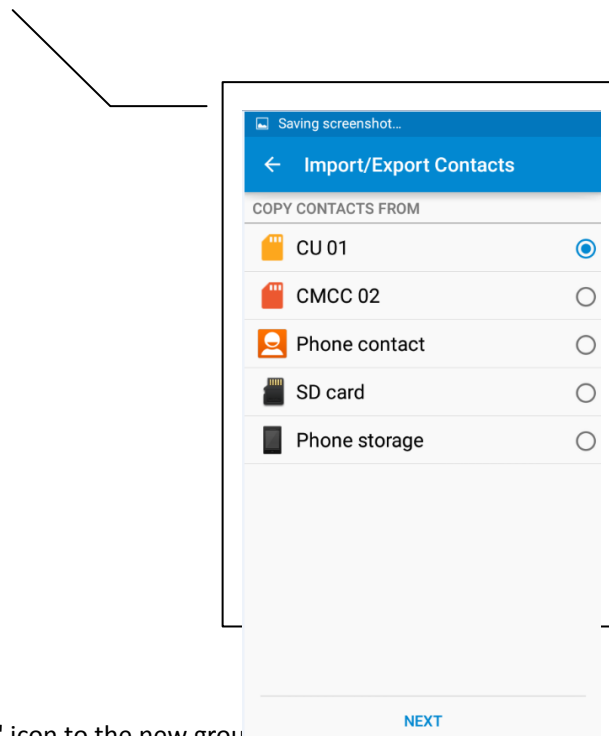 Saving screenshot...
Import/Export Contacts
COPY CONTACTS FROM
CU 01
CMCC 02
Phone contact
SD card
Phone storage
NEXT
" icon to the new